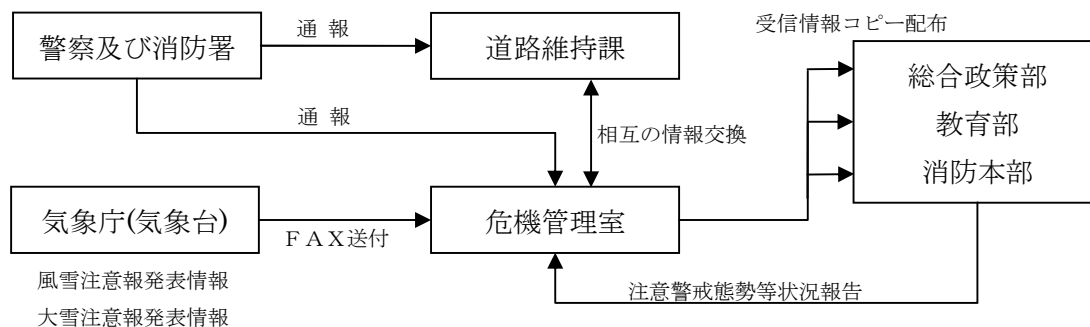 受信情報コピー配布
警察及び消防署
通 報
道路維持課
総合政策部
教育部
消防本部
通 報
相互の情報交換
気象庁(気象台)
ＦＡＸ送付
危機管理室
風雪注意報発表情報
大雪注意報発表情報
注意警戒態勢等状況報告